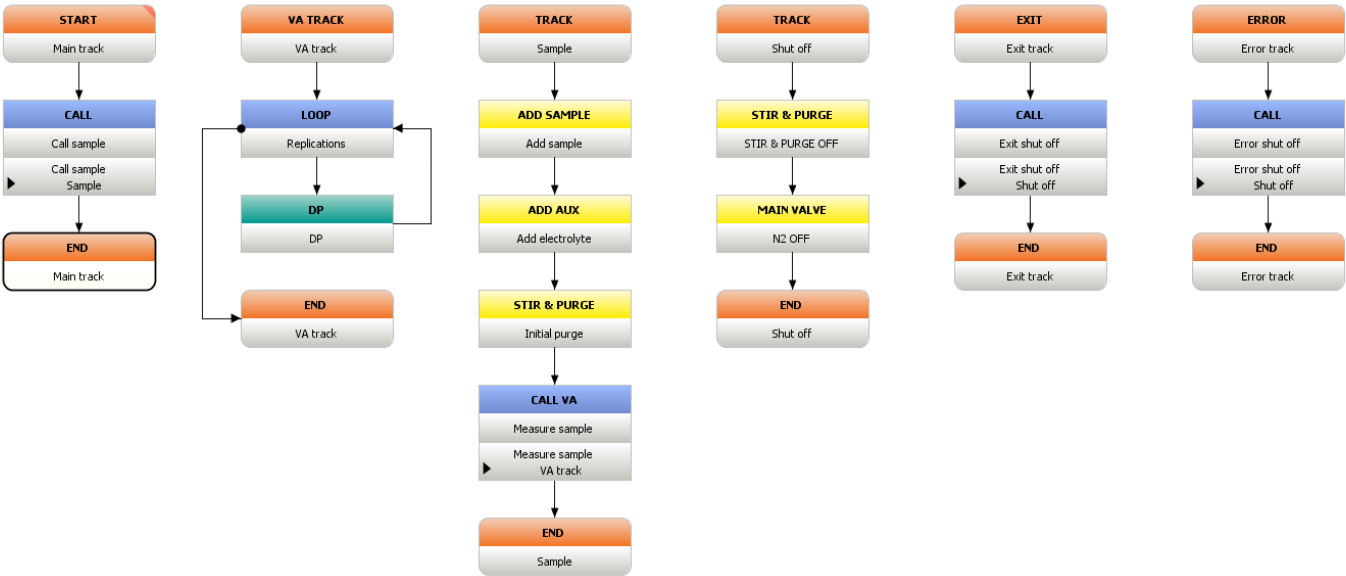 START
Main track
CALL
Call sample
Call sample
Sample
END
Main track
VA TRACK
VA track
LOOP
Replications
DP
DP
END
VA track
TRACK
Sample
ADD SAMPLE
Add sample
ADD AUX
Add electrolyte
STIR & PURGE
Initial purge
CALL VA
Measure sample
Measure sample
VA track
END
Sample
TRACK
Shut off
STIR & PURGE
STIR & PURGE OFF
MAIN VALVE
N2 OFF
END
Shut off
EXIT
Exit track
CALL
Exit shut off
Exit shut off
Shut off
END
Exit track
ERROR
Error track
CALL
Error shut off
Error shut off
Shut off
END
Error track